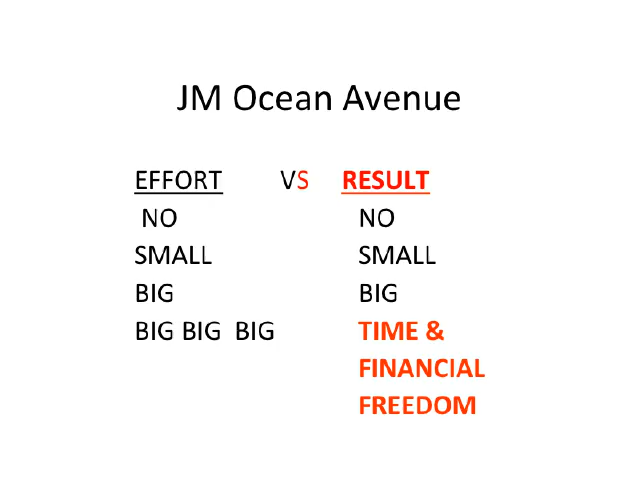 JM Ocean Avenue
EFFORT VS RESULT
NO NO
SMALL SMALL
BIG BIG
BIG BIG BIG TIME &
FINANCIAL
FREEDOM